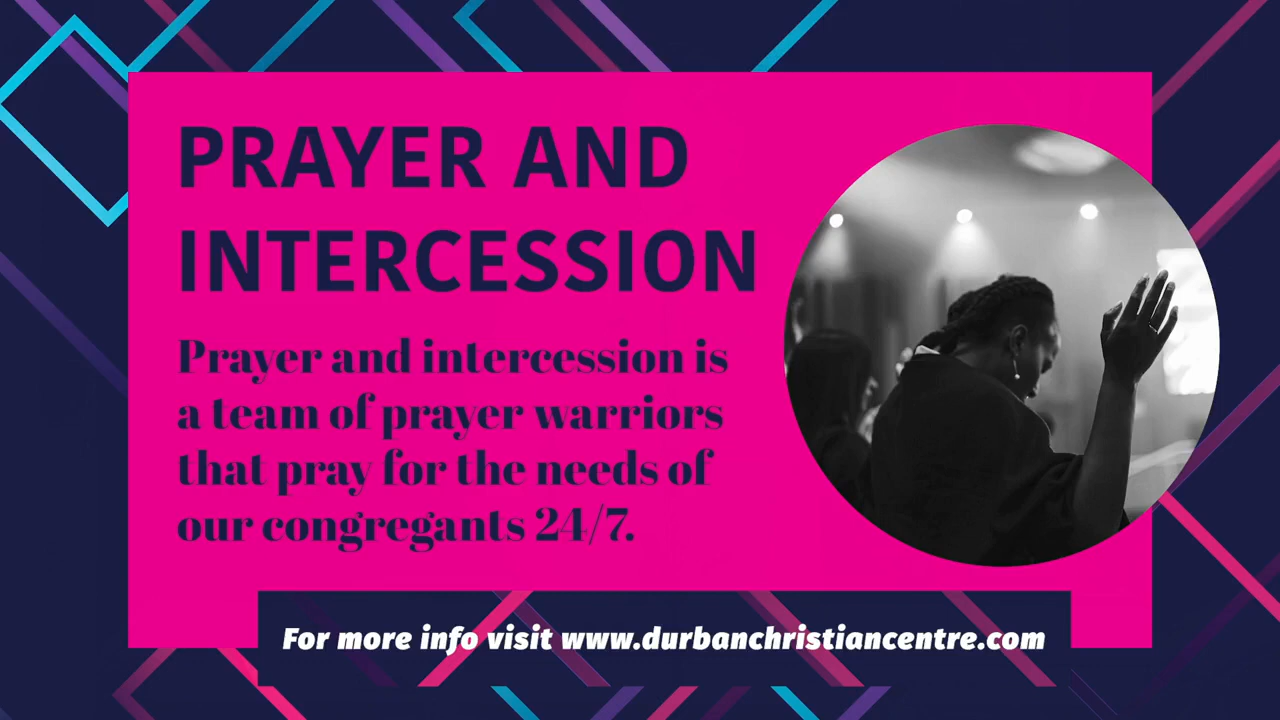 PRAYER AND
INTERCESSION
Prayer and intercession is
a team of prayer warriors
that pray for the needs of
our congregants 24/7.
For more info visit www.durbanchristiancentre.com